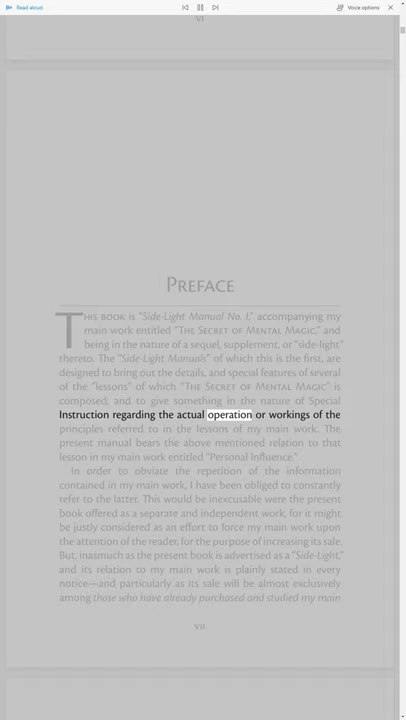 Read aloud
Voice options
VI
PREFACE
THIS BOOK IS "Side-Light Manual No. I," accompanying my
main work entitled "THE SECRET OF MENTAL MAGIC," and
being in the nature of a sequel, supplement, or "side-light"
thereto. The "Side-Light Manuals" of which this is the first, are
designed to bring out the details, and special features of several
of the "lessons" of which "THE SECRET OF MENTAL MAGIC" is
composed; and to give something in the nature of Special
Instruction regarding the actual operation or workings of the
principles referred to in the lessons of my main work. The
present manual bears the above mentioned relation to that
lesson in my main work entitled "Personal Influence."
In order to obviate the repetition of the information
contained in my main work, I have been obliged to constantly
refer to the latter. This would be inexcusable were the present
book offered as a separate and independent work, for it might
be justly considered as an effort to force my main work upon
the attention of the reader, for the purpose of increasing its sale.
But, inasmuch as the present book is advertised as a "Side-Light,"
and its relation to my main work is plainly stated in every
notice—and particularly as its sale will be almost exclusively
among those who have already purchased and studied my main
VII